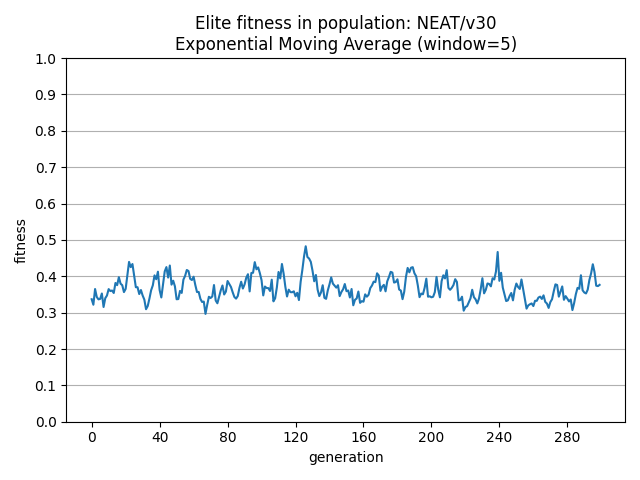 Elite fitness in population: NEAT/v30
Exponential Moving Average (window=5)
1.0
0.9
0.8
0.7
0.6
0.5
0.4
0.3
0.2
0.1
0.0
fitness
0 40 80 120 160 200 240 280
generation